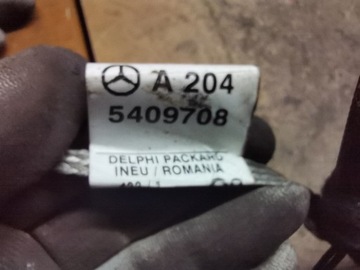 A 204
5409708
DELPHI PACKARD
INEU / ROMANIA